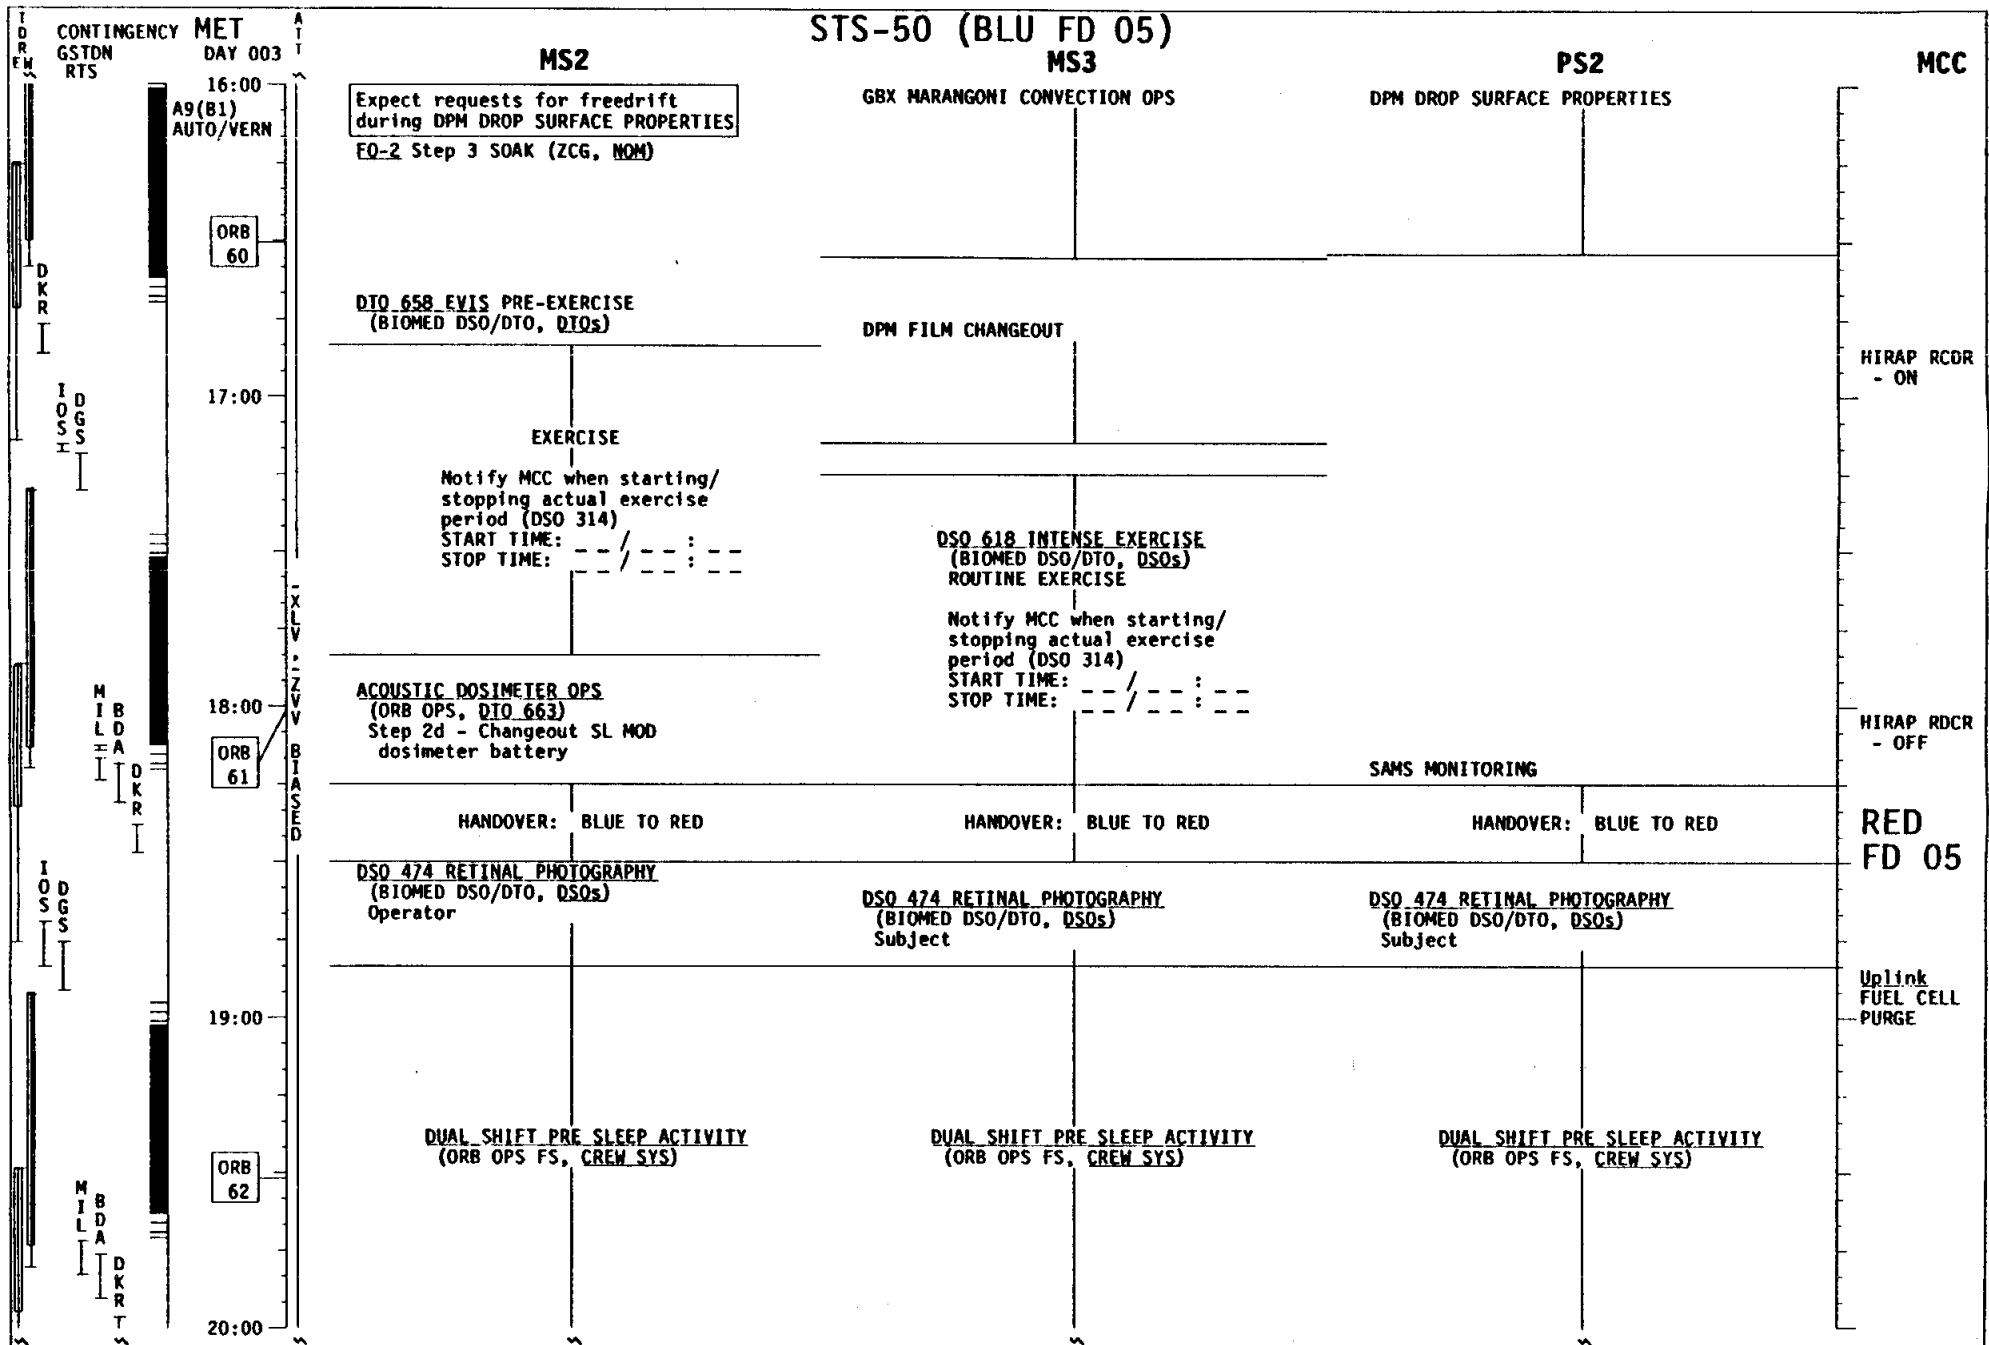 STS-50 (BLU FD 05)
TDRE W
CONTINGENCY
GSTDN
RTS
MET
DAY 003
ATT
MS2
MS3
PS2
MCC
16:00
A9(B1)
AUTO/VERN
ORB
60
DKR
IOS
DGS
17:00
-XLV,-ZVV BIASED
MIL
BDA
DKR
18:00
ORB
61
IOS
DGS
19:00
ORB
62
MIL
BDA
DKR
20:00
Expect requests for freedrift
during DPM DROP SURFACE PROPERTIES
FO-2 Step 3 SOAK (ZCG, NOM)
DTO 658 EVIS PRE-EXERCISE
(BIOMED DSO/DTO, DTOs)
EXERCISE
Notify MCC when starting/
stopping actual exercise
period (DSO 314)
START TIME: _ _ / _ _ : _ _
STOP TIME: _ _ / _ _ : _ _
ACOUSTIC DOSIMETER OPS
(ORB OPS, DTO 663)
Step 2d - Changeout SL MOD
dosimeter battery
HANDOVER: BLUE TO RED
DSO 474 RETINAL PHOTOGRAPHY
(BIOMED DSO/DTO, DSOs)
Operator
DUAL SHIFT PRE SLEEP ACTIVITY
(ORB OPS FS, CREW SYS)
GBX MARANGONI CONVECTION OPS
DPM FILM CHANGEOUT
DSO 618 INTENSE EXERCISE
(BIOMED DSO/DTO, DSOs)
ROUTINE EXERCISE
Notify MCC when starting/
stopping actual exercise
period (DSO 314)
START TIME: _ _ / _ _ : _ _
STOP TIME: _ _ / _ _ : _ _
HANDOVER: BLUE TO RED
DSO 474 RETINAL PHOTOGRAPHY
(BIOMED DSO/DTO, DSOs)
Subject
DUAL SHIFT PRE SLEEP ACTIVITY
(ORB OPS FS, CREW SYS)
DPM DROP SURFACE PROPERTIES
SAMS MONITORING
HANDOVER: BLUE TO RED
DSO 474 RETINAL PHOTOGRAPHY
(BIOMED DSO/DTO, DSOs)
Subject
DUAL SHIFT PRE SLEEP ACTIVITY
(ORB OPS FS, CREW SYS)
HIRAP RCDR
- ON
HIRAP RDCR
- OFF
RED
FD 05
Uplink
FUEL CELL
PURGE